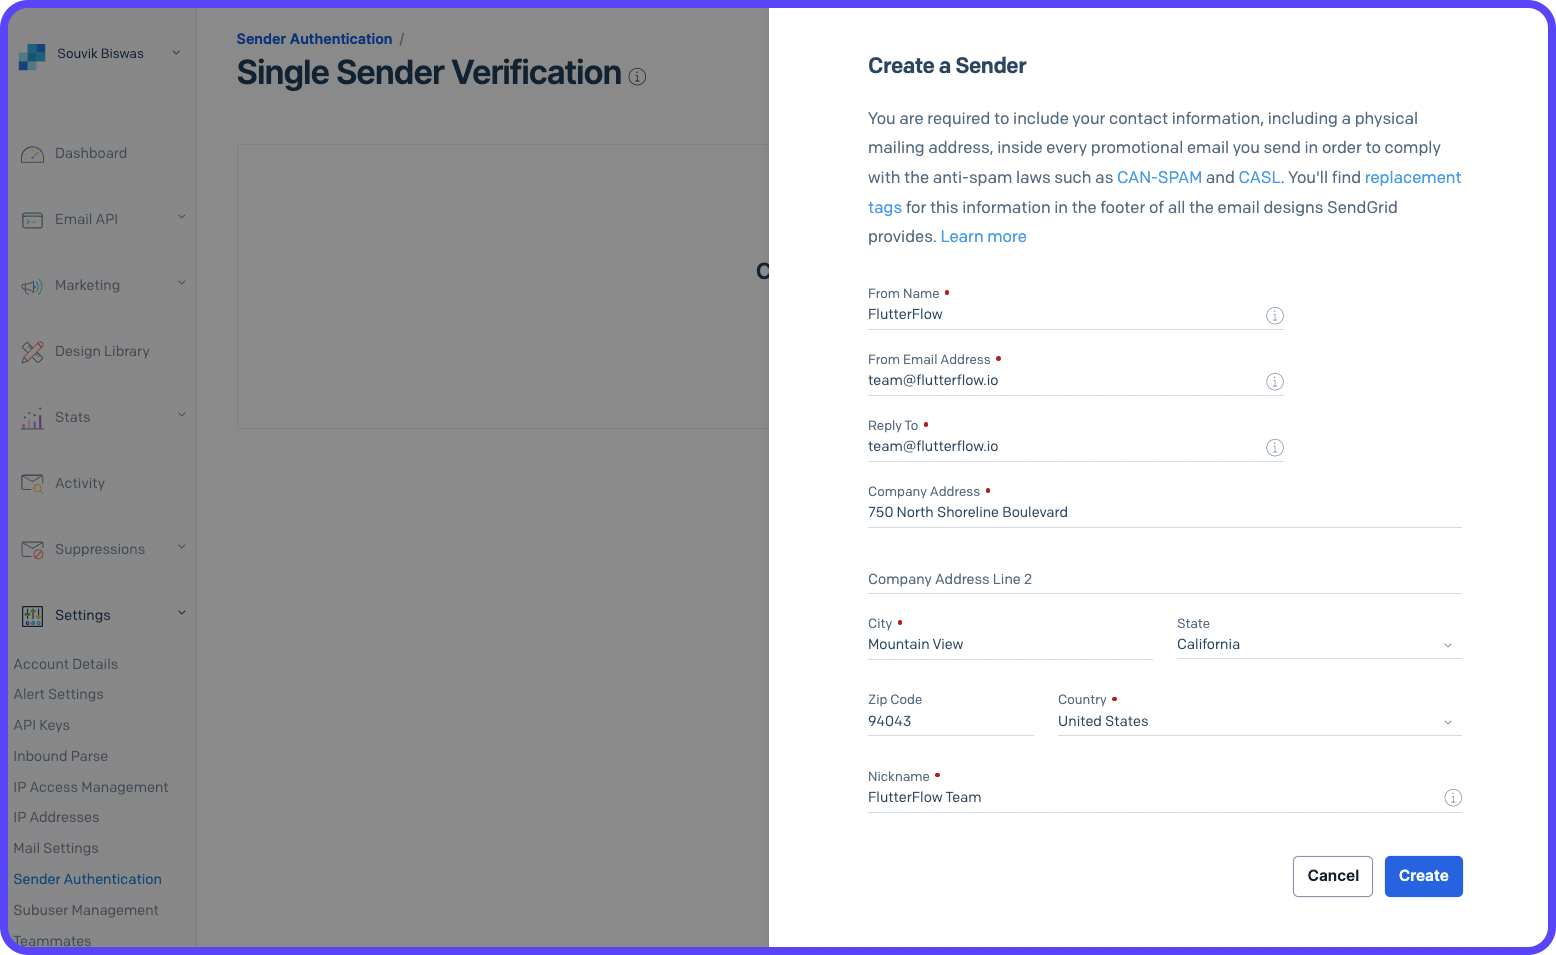 Souvik Biswas
Dashboard
Email API
Marketing
Design Library
Stats
Activity
Suppressions
Settings
Account Details
Alert Settings
API Keys
Inbound Parse
IP Access Management
IP Addresses
Mail Settings
Sender Authentication
Subuser Management
Teammates
Sender Authentication /
Single Sender Verification
Create a Sender
You are required to include your contact information, including a physical
mailing address, inside every promotional email you send in order to comply
with the anti-spam laws such as CAN-SPAM and CASL. You'll find replacement
tags for this information in the footer of all the email designs SendGrid
provides. Learn more
From Name •
FlutterFlow
From Email Address •
team@flutterflow.io
Reply To •
team@flutterflow.io
Company Address •
750 North Shoreline Boulevard
Company Address Line 2
City •
Mountain View
State
California
Zip Code
94043
Country •
United States
Nickname •
FlutterFlow Team
Cancel
Create